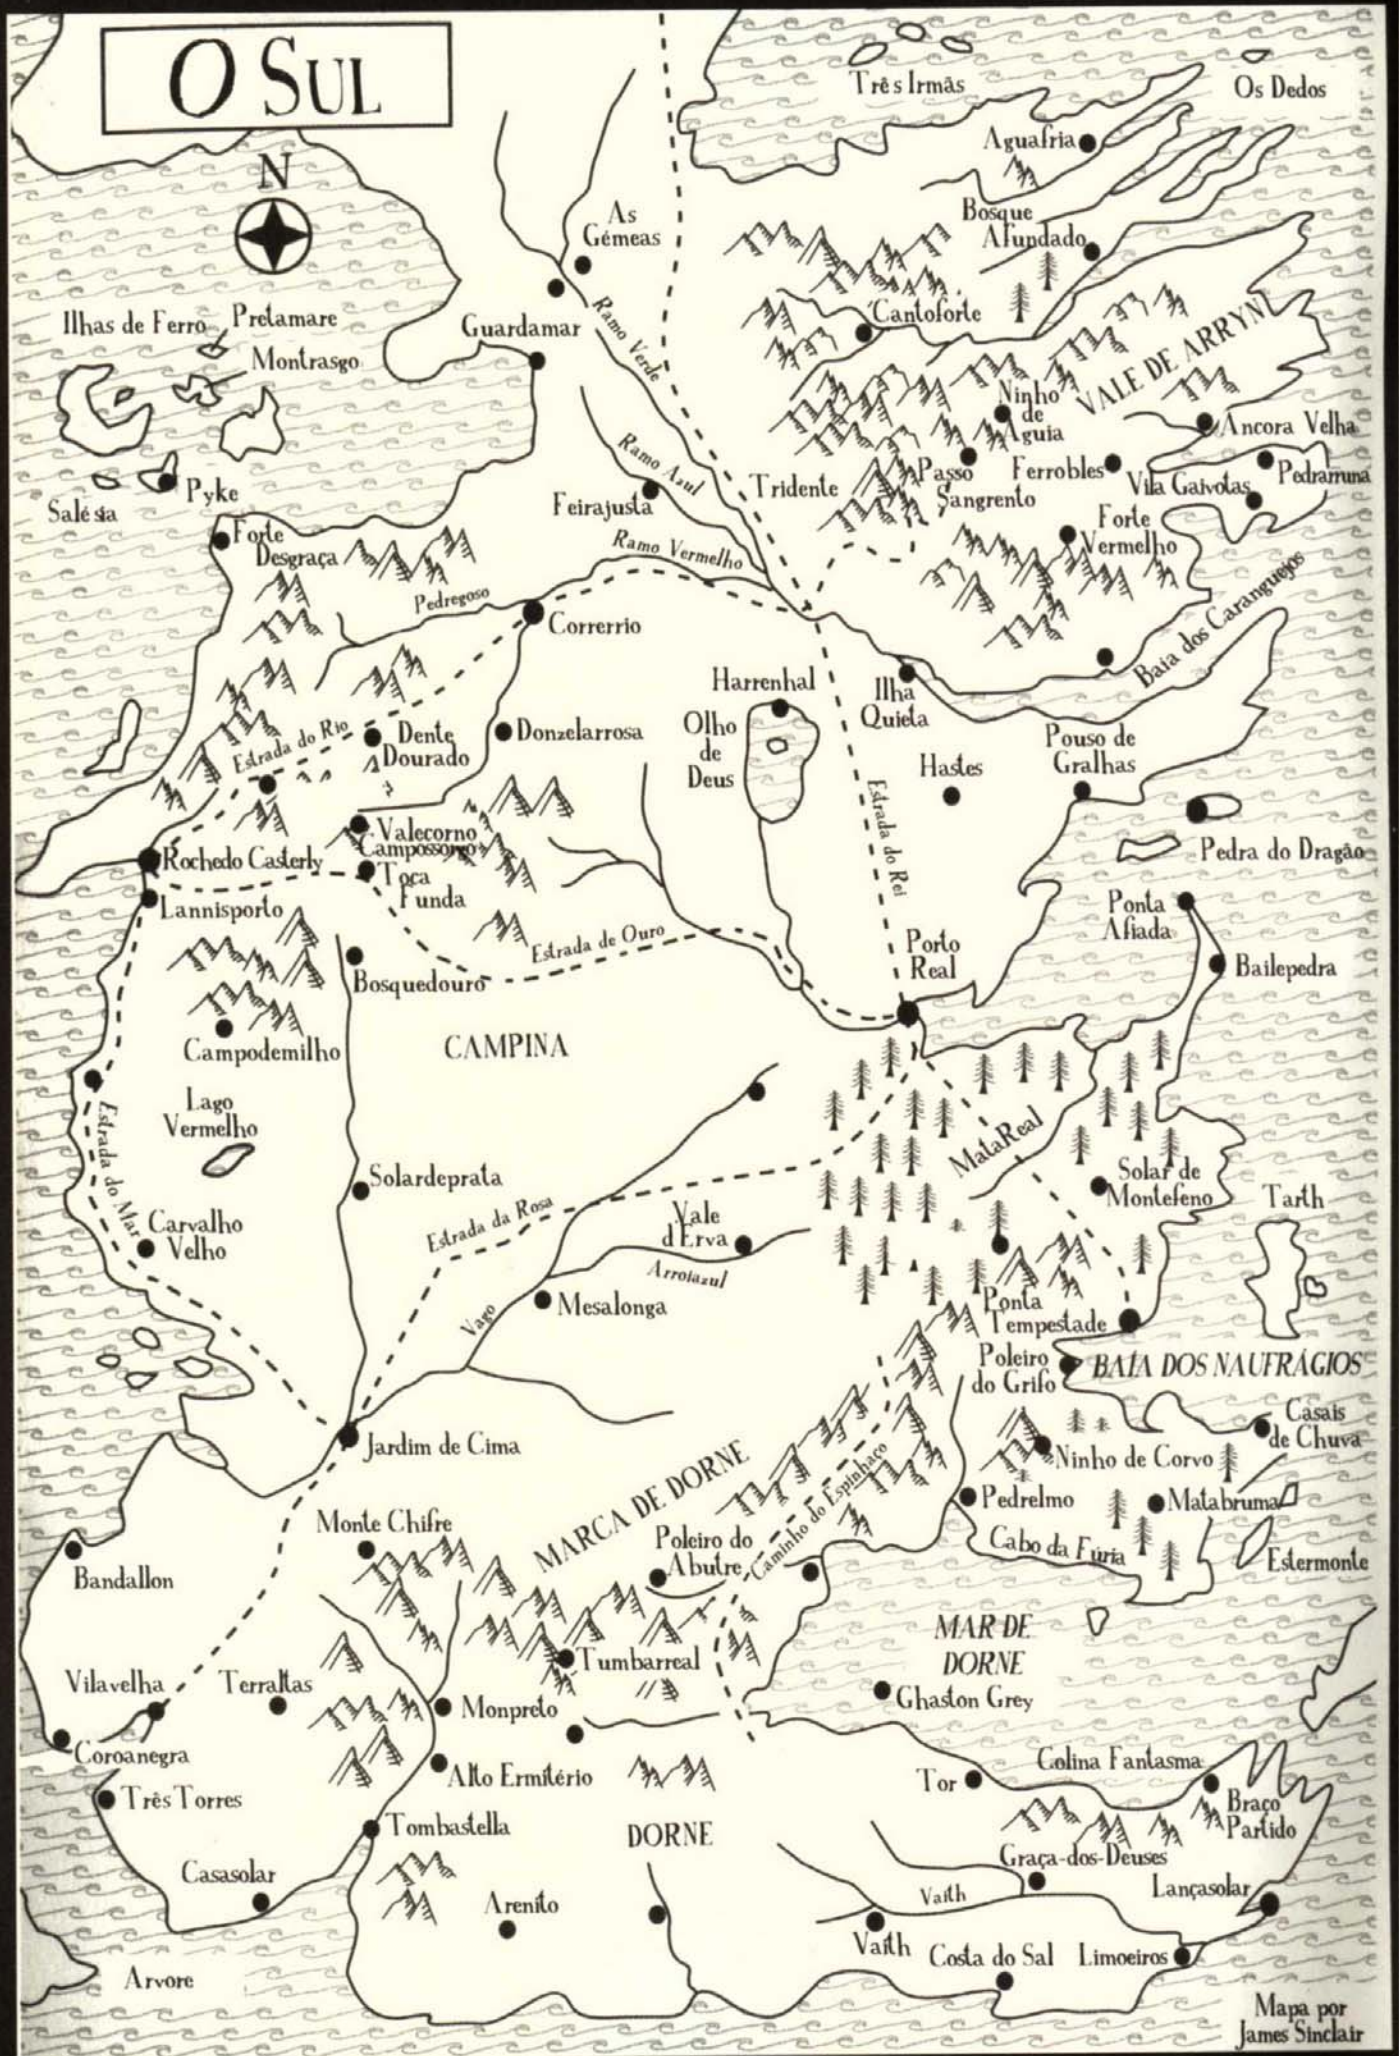 O SUL
N
Três Irmãs
Os Dedos
Aguafria
Bosque
Afundado
As
Gémeas
Ilhas de Ferro
Pretamare
Montrasgo
Guardamar
Ramo Verde
Cantoforte
VALE DE ARRYN
Ninho
de
Águia
Ancora Velha
Ramo Azul
Tridente
Passo
Sangrento
Ferrobles
Vila Gaivotas
Pedrarruna
Salésia
Pyke
Feirajusta
Forte
Desgraça
Ramo Vermelho
Forte
Vermelho
Pedregoso
Correrrio
Baía dos Caranguejos
Harrenhal
Ilha
Quieta
Olho
de
Deus
Estrada do Rio
Dente
Dourado
Donzelarrosa
Hastes
Pouso de
Gralhas
Estrada do Rei
Valecorno
Campossorgo
Rochedo Casterly
Toca
Funda
Pedra do Dragão
Lannisporto
Ponta
Afiada
Estrada de Ouro
Porto
Real
Bailepedra
Bosquedouro
Campodemilho
CAMPINA
Lago
Vermelho
Estrada do Mar
MataReal
Solardeprata
Solar de
Montefeno
Tarth
Carvalho
Velho
Estrada da Rosa
Vale
d'Erva
Arroiazul
Mesalonga
Vago
Ponta
Tempestade
Poleiro
do Grifo
BAÍA DOS NAUFRÁGIOS
Casais
de Chuva
Jardim de Cima
Ninho de Corvo
MARCA DE DORNE
Caminho do Espinhaço
Pedrelmo
Matabruma
Monte Chifre
Poleiro do
Abutre
Cabo da Fúria
Estermonte
Bandallon
MAR DE
DORNE
Tumbarreal
Vilavelha
Terraltas
Ghaston Grey
Monpreto
Coroanegra
Alto Ermitério
Colina Fantasma
Tor
Três Torres
Braço
Partido
Tombastella
DORNE
Graça-dos-Deuses
Casasolar
Lançasolar
Vaith
Arenito
Vaith
Costa do Sal
Limoeiros
Arvore
Mapa por
James Sinclair